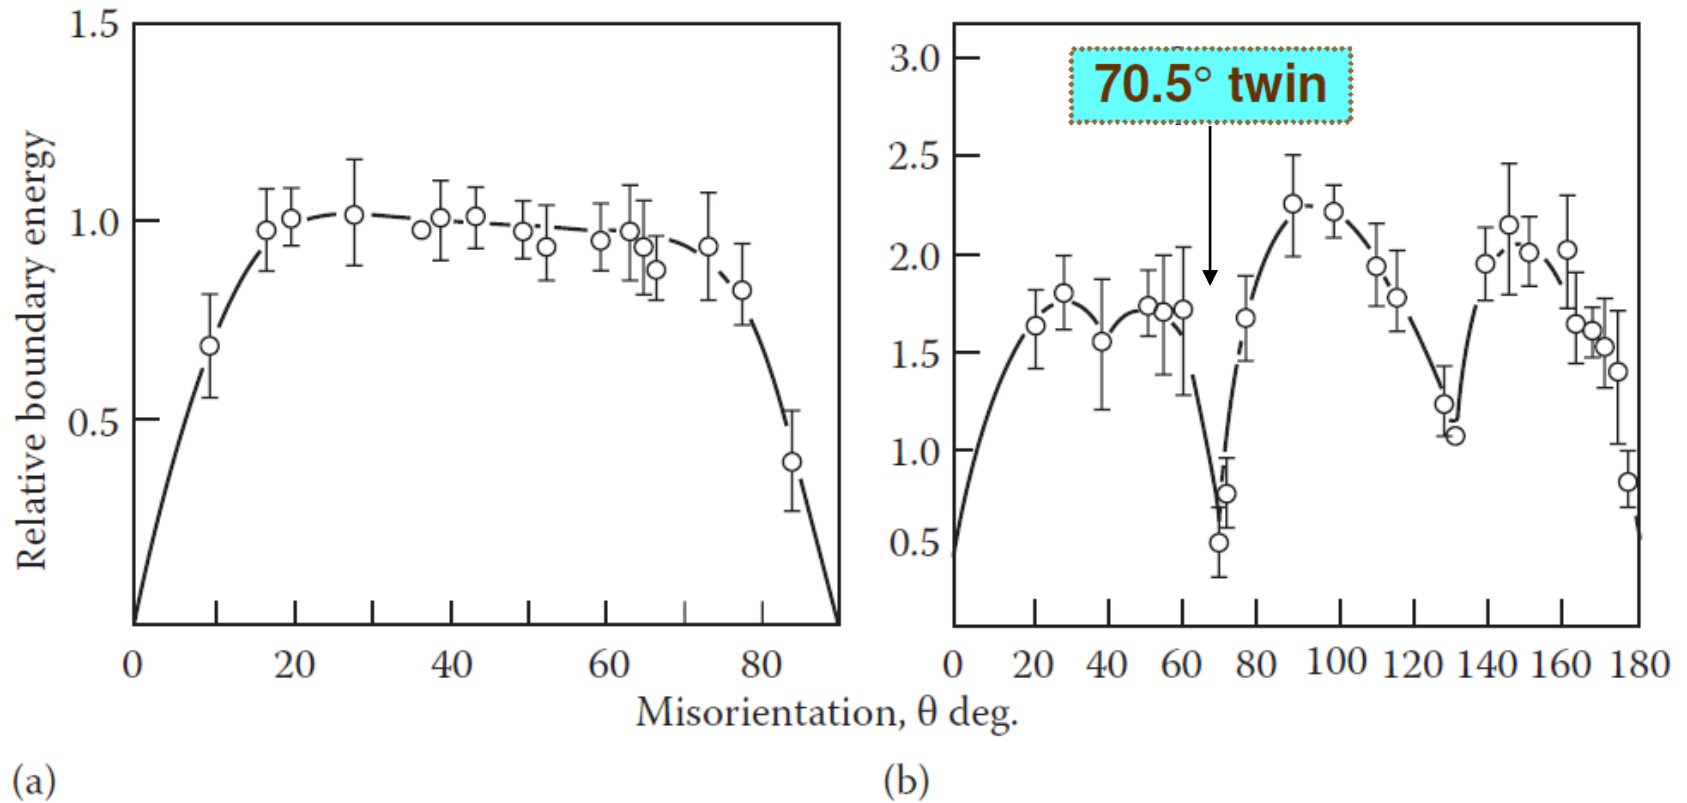 1.5
1.0
0.5
Relative boundary energy
0 20 40 60 80
3.0
2.5
2.0
1.5
1.0
0.5
70.5° twin
0 20 40 60 80 100 120 140 160 180
Misorientation, θ deg.
(a)
(b)